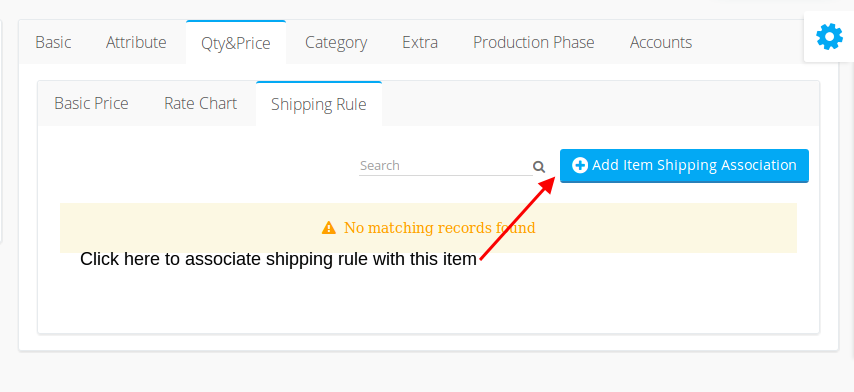 Basic Attribute Qty&Price Category Extra Production Phase Accounts
Basic Price Rate Chart Shipping Rule
Search Add Item Shipping Association
No matching records found
Click here to associate shipping rule with this item